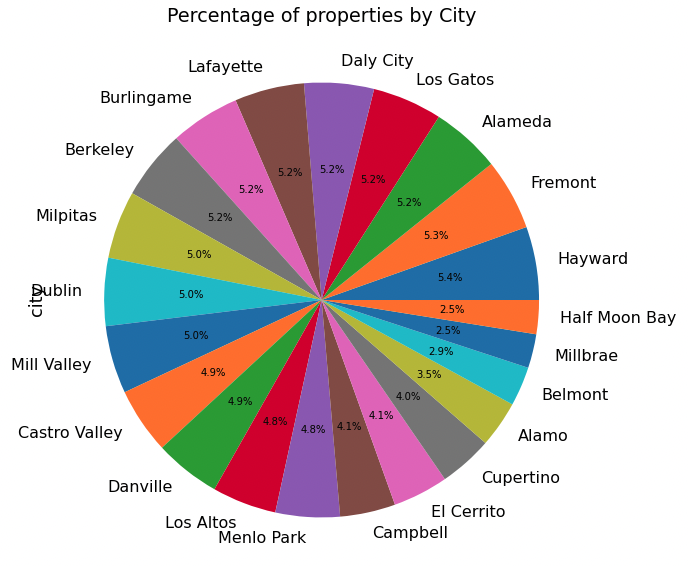 Percentage of properties by City
Hayward
5.4%
Fremont
5.3%
Alameda
5.2%
Los Gatos
5.2%
Daly City
5.2%
Lafayette
5.2%
Burlingame
5.2%
Berkeley
5.2%
Milpitas
5.0%
Dublin
5.0%
Mill Valley
5.0%
Castro Valley
4.9%
Danville
4.9%
Los Altos
4.8%
Menlo Park
4.8%
Campbell
4.1%
El Cerrito
4.1%
Cupertino
4.0%
Alamo
3.5%
Belmont
2.9%
Millbrae
2.5%
Half Moon Bay
2.5%
city